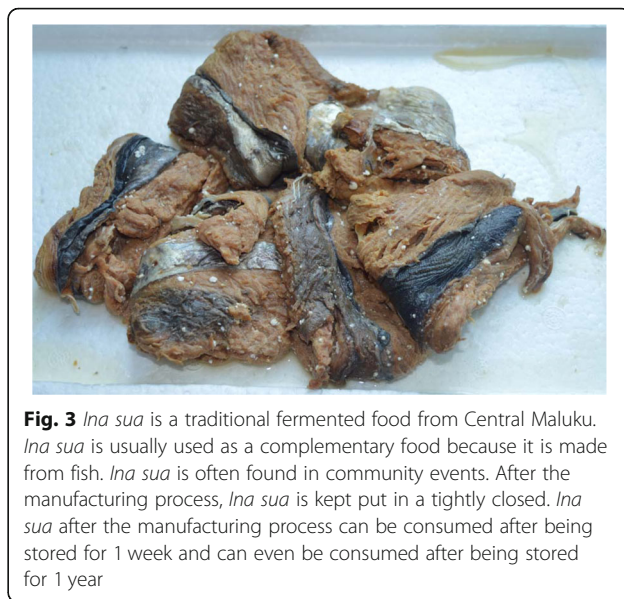 Fig. 3 Ina sua is a traditional fermented food from Central Maluku.
Ina sua is usually used as a complementary food because it is made
from fish. Ina sua is often found in community events. After the
manufacturing process, Ina sua is kept put in a tightly closed. Ina
sua after the manufacturing process can be consumed after being
stored for 1 week and can even be consumed after being stored
for 1 year